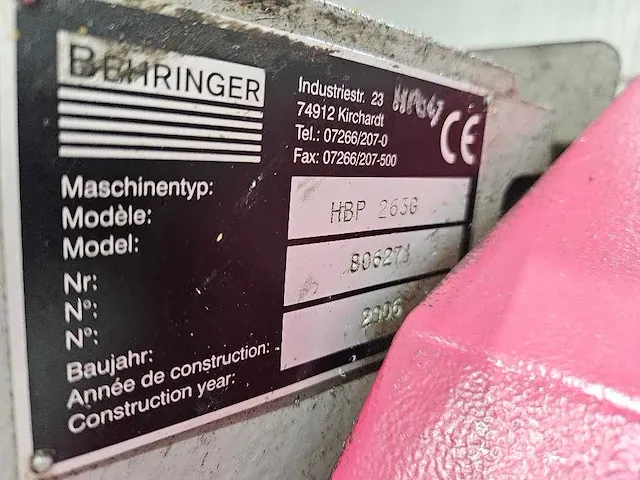 BEHRINGER
Industriestr. 23
74912 Kirchardt
Tel.: 07266/207-0
Fax: 07266/207-500
CE
Maschinentyp:
Modèle:
Model:
HBP 263G
Nr:
N°:
N°:
806271
Baujahr:
Année de construction:
Construction year:
2006